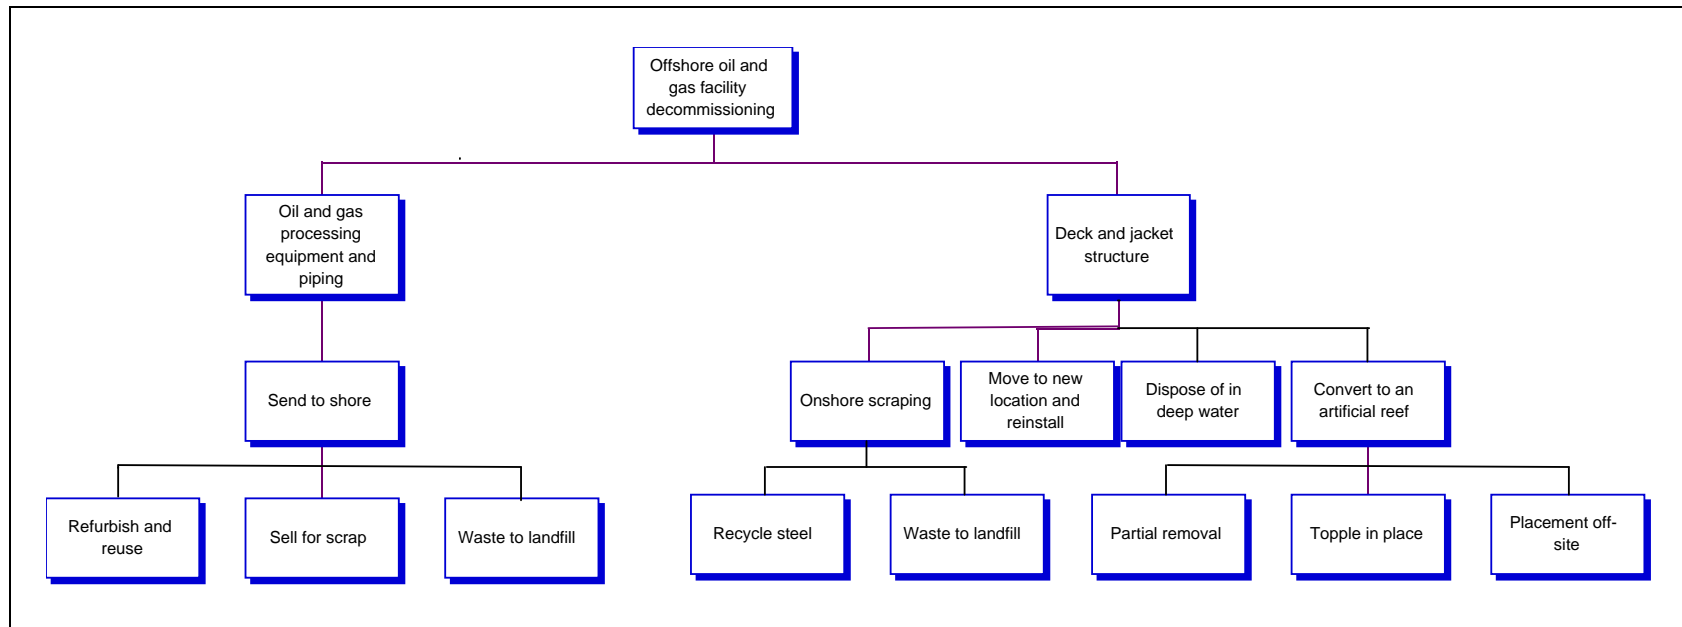 Offshore oil and
gas facility
decommissioning
Oil and gas
processing
equipment and
piping
Deck and jacket
structure
Send to shore
Onshore scraping
Move to new
location and
reinstall
Dispose of in
deep water
Convert to an
artificial reef
Refurbish and
reuse
Sell for scrap
Waste to landfill
Recycle steel
Waste to landfill
Partial removal
Topple in place
Placement off-
site